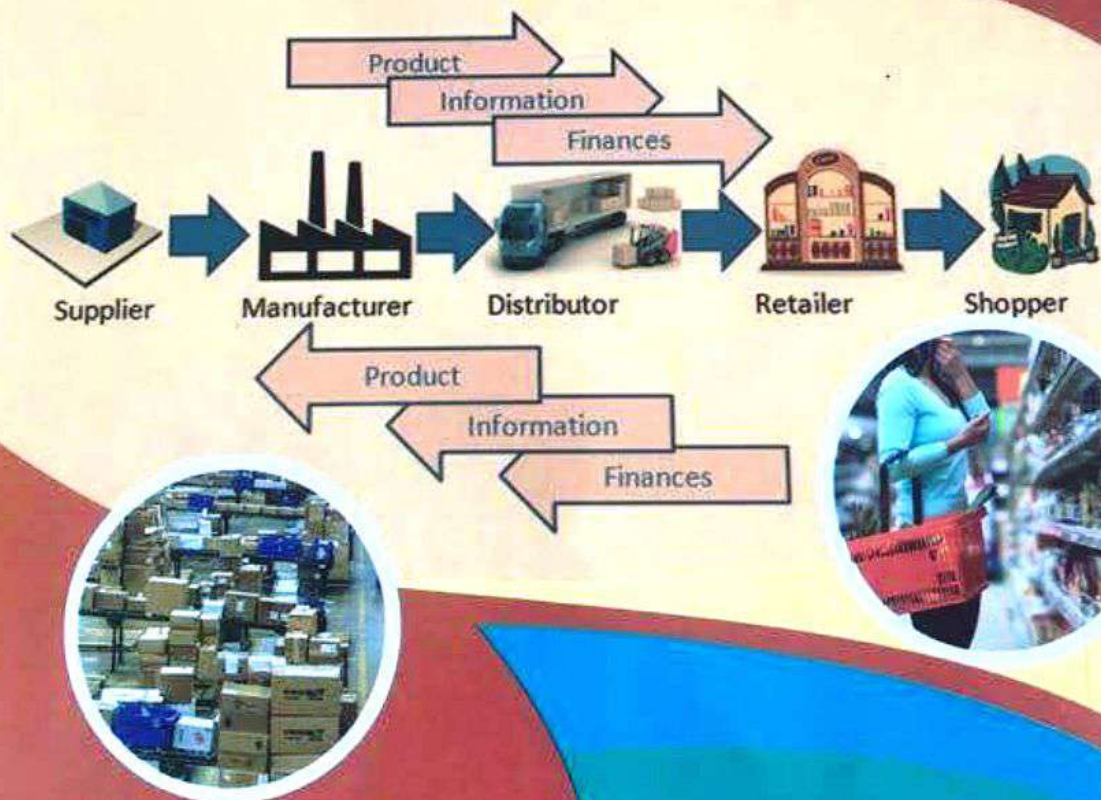 Product
Information
Finances
Supplier
Manufacturer
Distributor
Retailer
Shopper
Product
Information
Finances